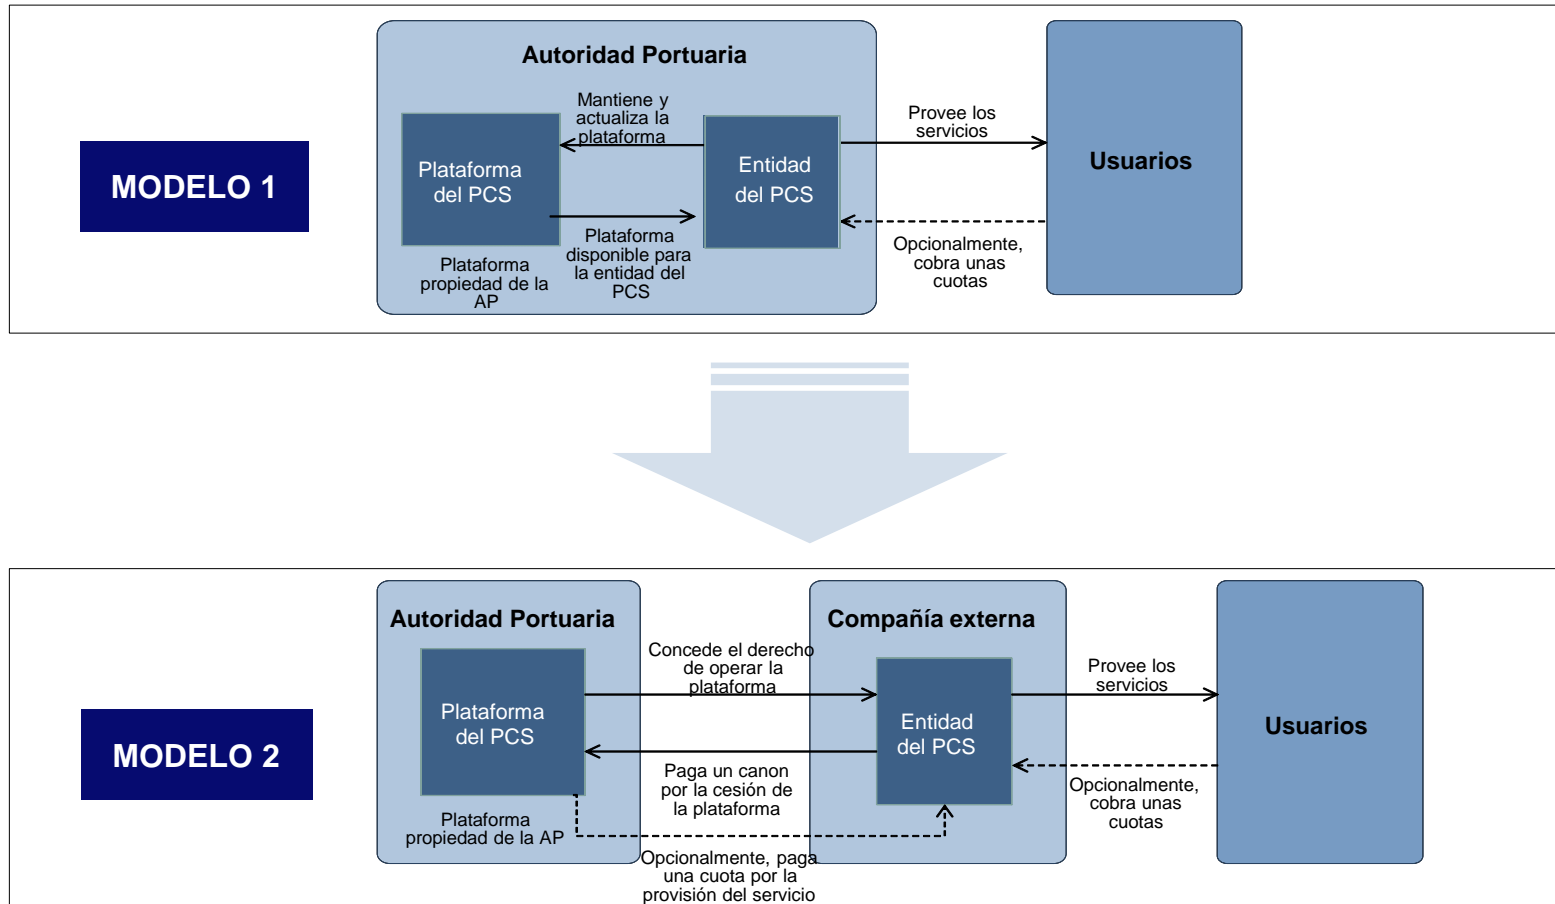 MODELO 1
Autoridad Portuaria
Mantiene y
actualiza la
plataforma
Plataforma
del PCS
Entidad
del PCS
Plataforma
disponible para
la entidad del
PCS
Plataforma
propiedad de la
AP
Provee los
servicios
Opcionalmente,
cobra unas
cuotas
Usuarios
MODELO 2
Autoridad Portuaria
Plataforma
del PCS
Plataforma
propiedad de la AP
Concede el derecho
de operar la
plataforma
Paga un canon
por la cesión de
la plataforma
Opcionalmente, paga
una cuota por la
provisión del servicio
Compañía externa
Entidad
del PCS
Provee los
servicios
Opcionalmente,
cobra unas
cuotas
Usuarios